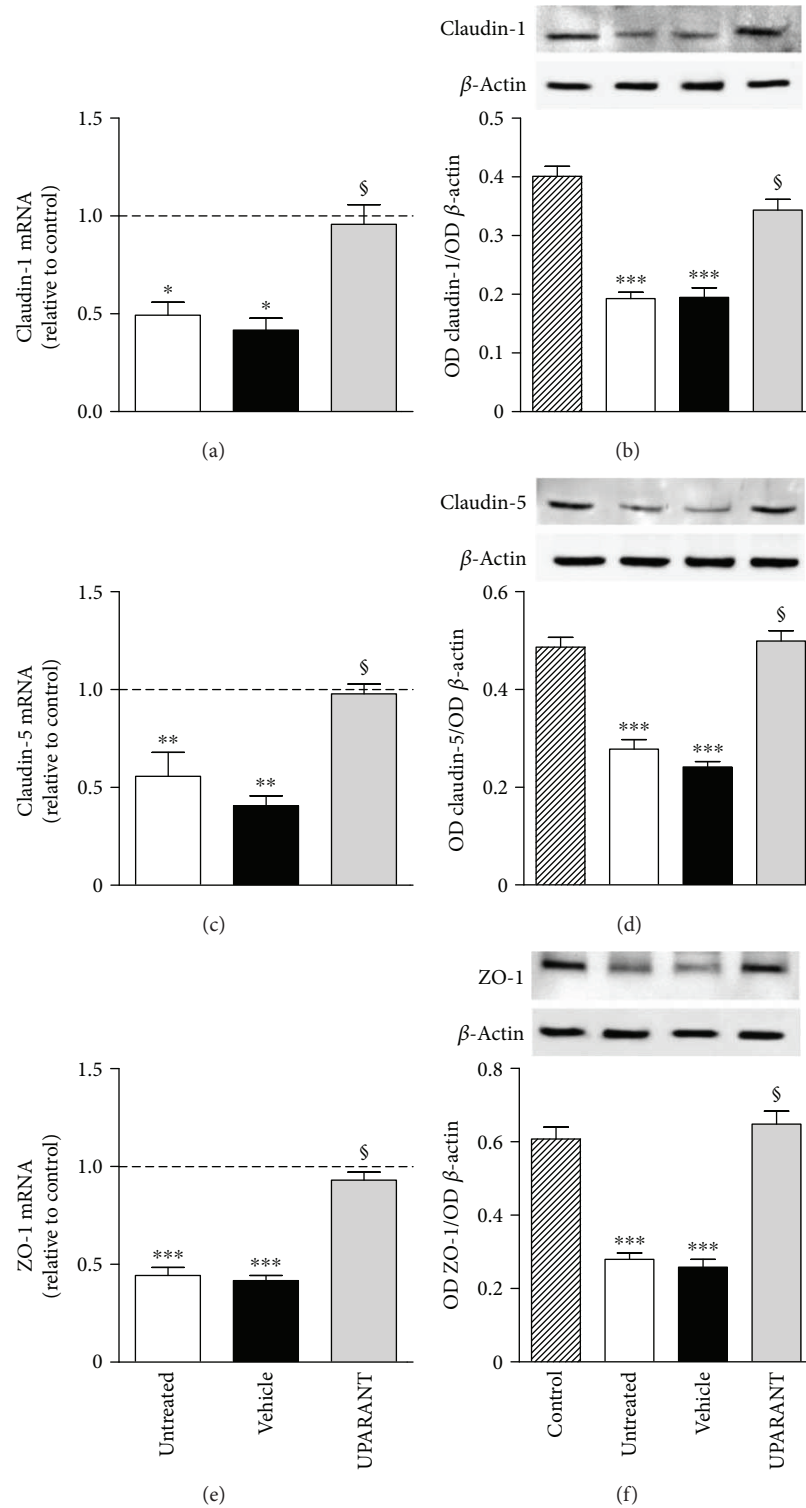 Claudin-1
β-Actin
1.5
1.0
0.5
0.0
Claudin-1 mRNA
(relative to control)
*
*
§
(a)
0.5
0.4
0.3
0.2
0.1
0
OD claudin-1/OD β-actin
***
***
§
(b)
Claudin-5
β-Actin
1.5
1.0
0.5
0
Claudin-5 mRNA
(relative to control)
**
**
§
(c)
0.6
0.4
0.2
0
OD claudin-5/OD β-actin
***
***
§
(d)
ZO-1
β-Actin
1.5
1.0
0.5
0
ZO-1 mRNA
(relative to control)
***
***
§
Untreated
Vehicle
UPARANT
(e)
0.8
0.6
0.4
0.2
0
OD ZO-1/OD β-actin
***
***
§
Control
Untreated
Vehicle
UPARANT
(f)